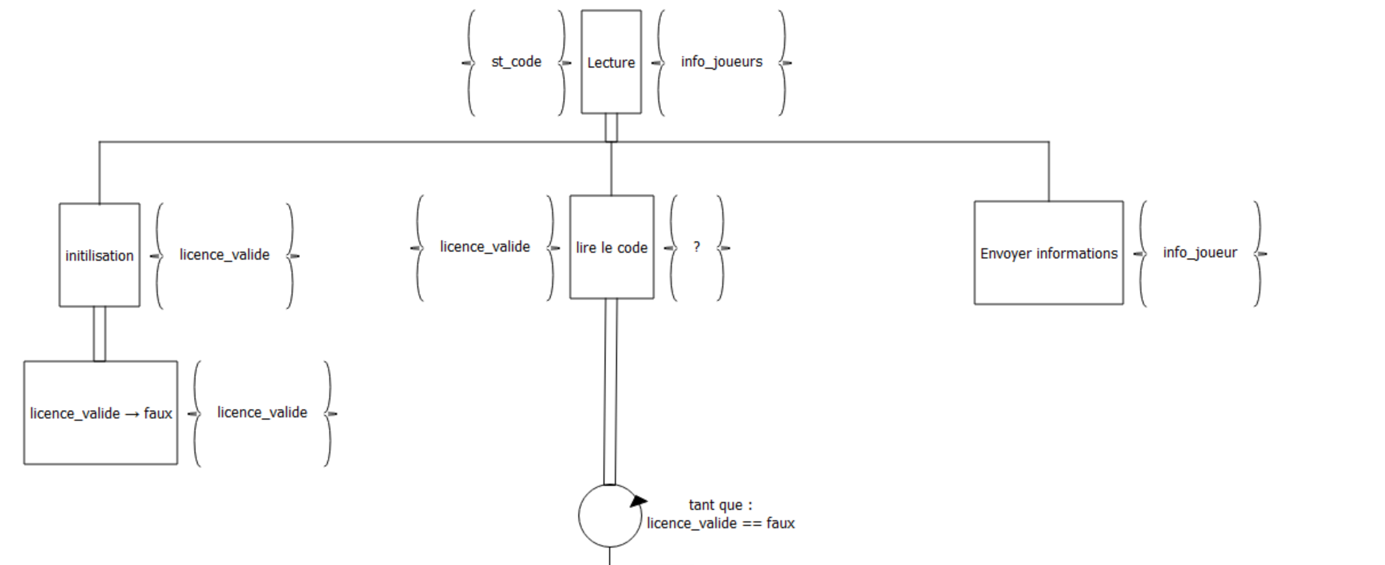 st_code
Lecture
info_joueurs
initilisation
licence_valide
licence_valide
lire le code
?
Envoyer informations
info_joueur
licence_valide → faux
licence_valide
tant que :
licence_valide == faux